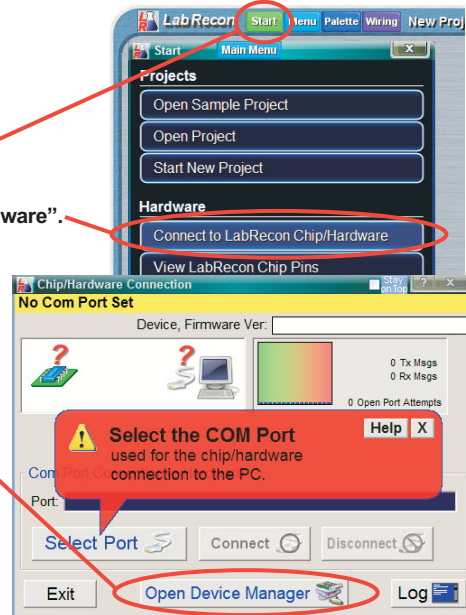 LabRecon Start Menu Palette Wiring New Proj
Start Main Menu X
Projects
Open Sample Project
Open Project
Start New Project
Hardware
ware”.
Connect to LabRecon Chip/Hardware
View LabRecon Chip Pins
Chip/Hardware Connection Stay on Top ? X
No Com Port Set
Device, Firmware Ver:
? ?
0 Tx Msgs
0 Rx Msgs
0 Open Port Attempts
Select the COM Port Help X
used for the chip/hardware
connection to the PC.
Com Port
Port:
Select Port Connect Disconnect
Exit Open Device Manager Log